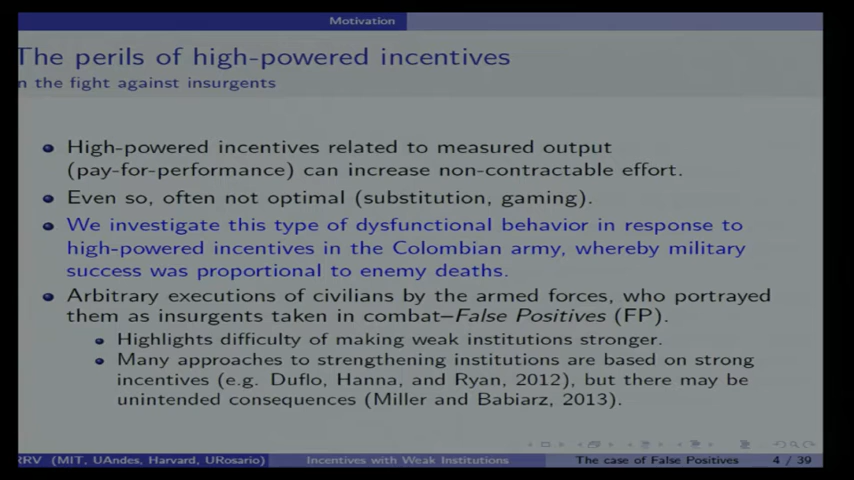 Motivation
The perils of high-powered incentives
n the fight against insurgents
High-powered incentives related to measured output
(pay-for-performance) can increase non-contractable effort.
Even so, often not optimal (substitution, gaming).
We investigate this type of dysfunctional behavior in response to
high-powered incentives in the Colombian army, whereby military
success was proportional to enemy deaths.
Arbitrary executions of civilians by the armed forces, who portrayed
them as insurgents taken in combat–False Positives (FP).
Highlights difficulty of making weak institutions stronger.
Many approaches to strengthening institutions are based on strong
incentives (e.g. Duflo, Hanna, and Ryan, 2012), but there may be
unintended consequences (Miller and Babiarz, 2013).
RRV (MIT, UAndes, Harvard, URosario) Incentives with Weak Institutions The case of False Positives 4 / 39